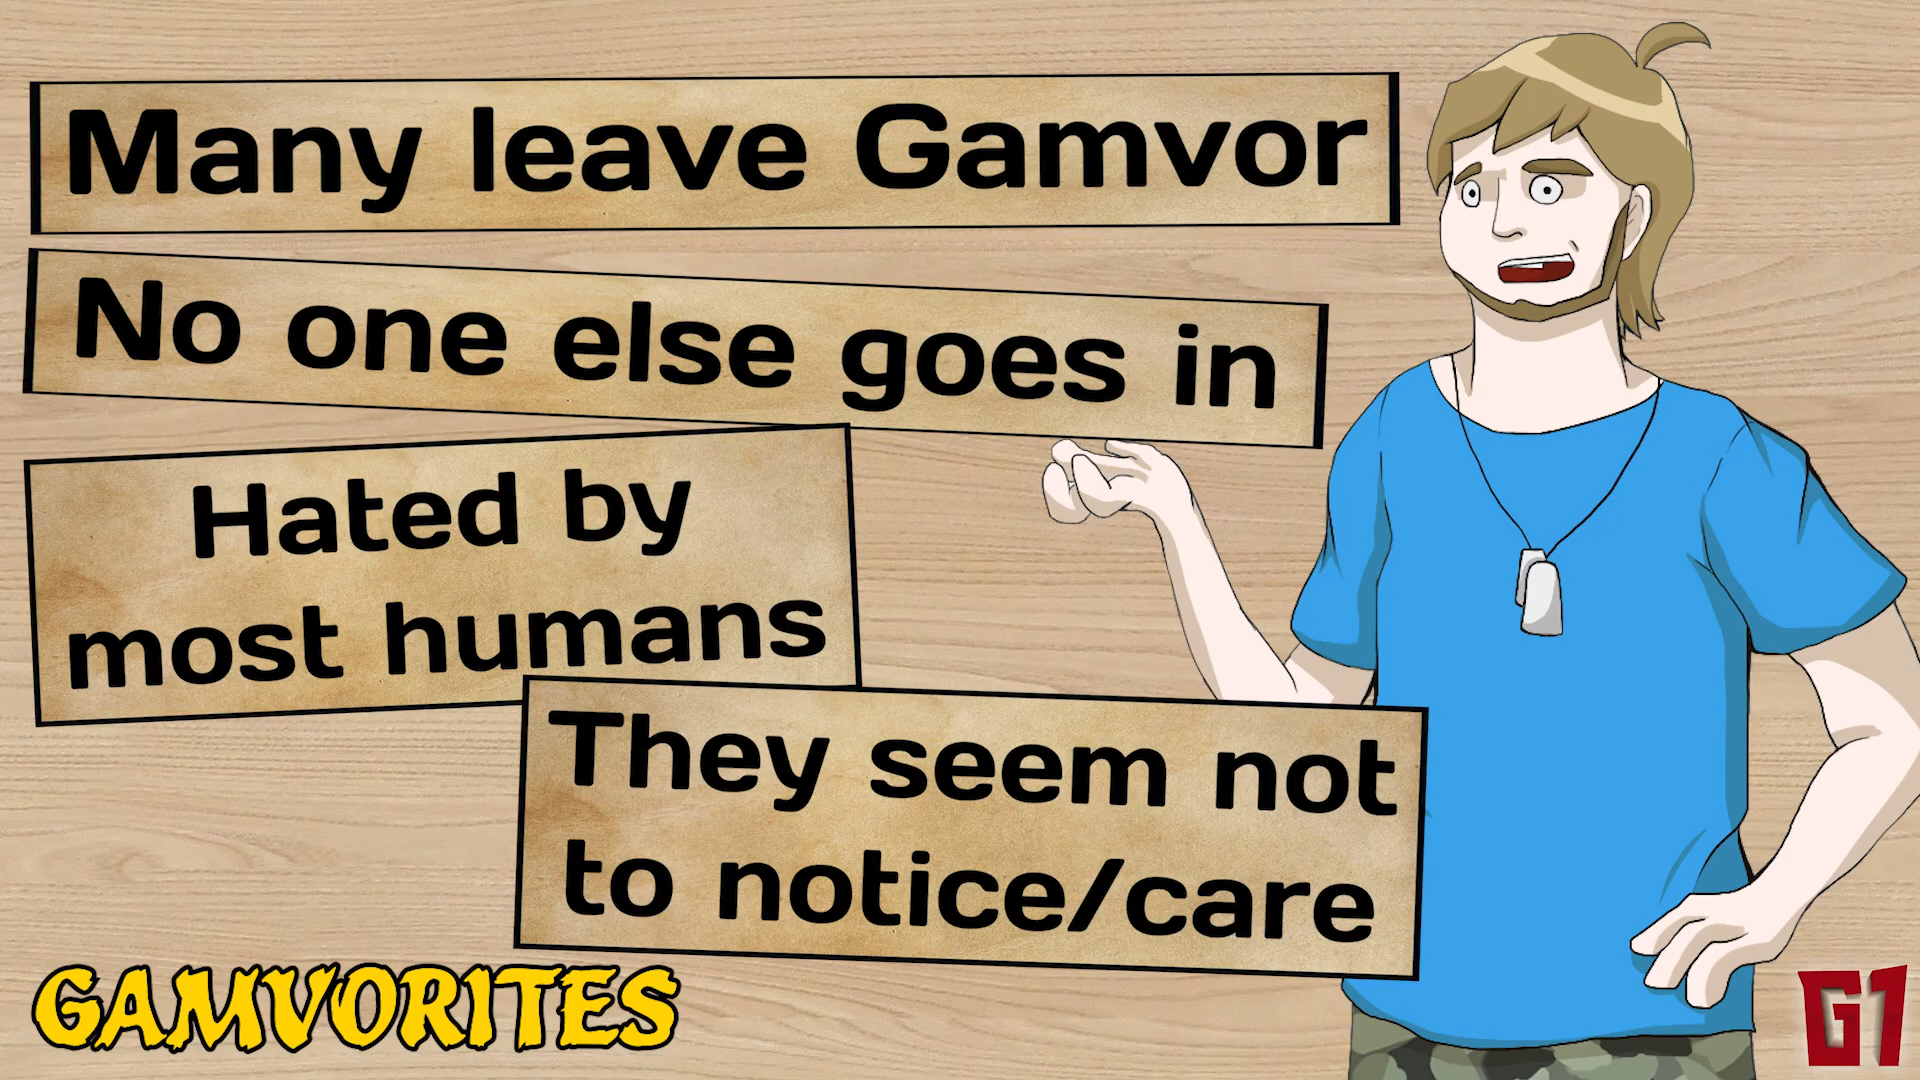 Many leave Gamvor
No one else goes in
Hated by
most humans
They seem not
to notice/care
GAMVORITES
G1